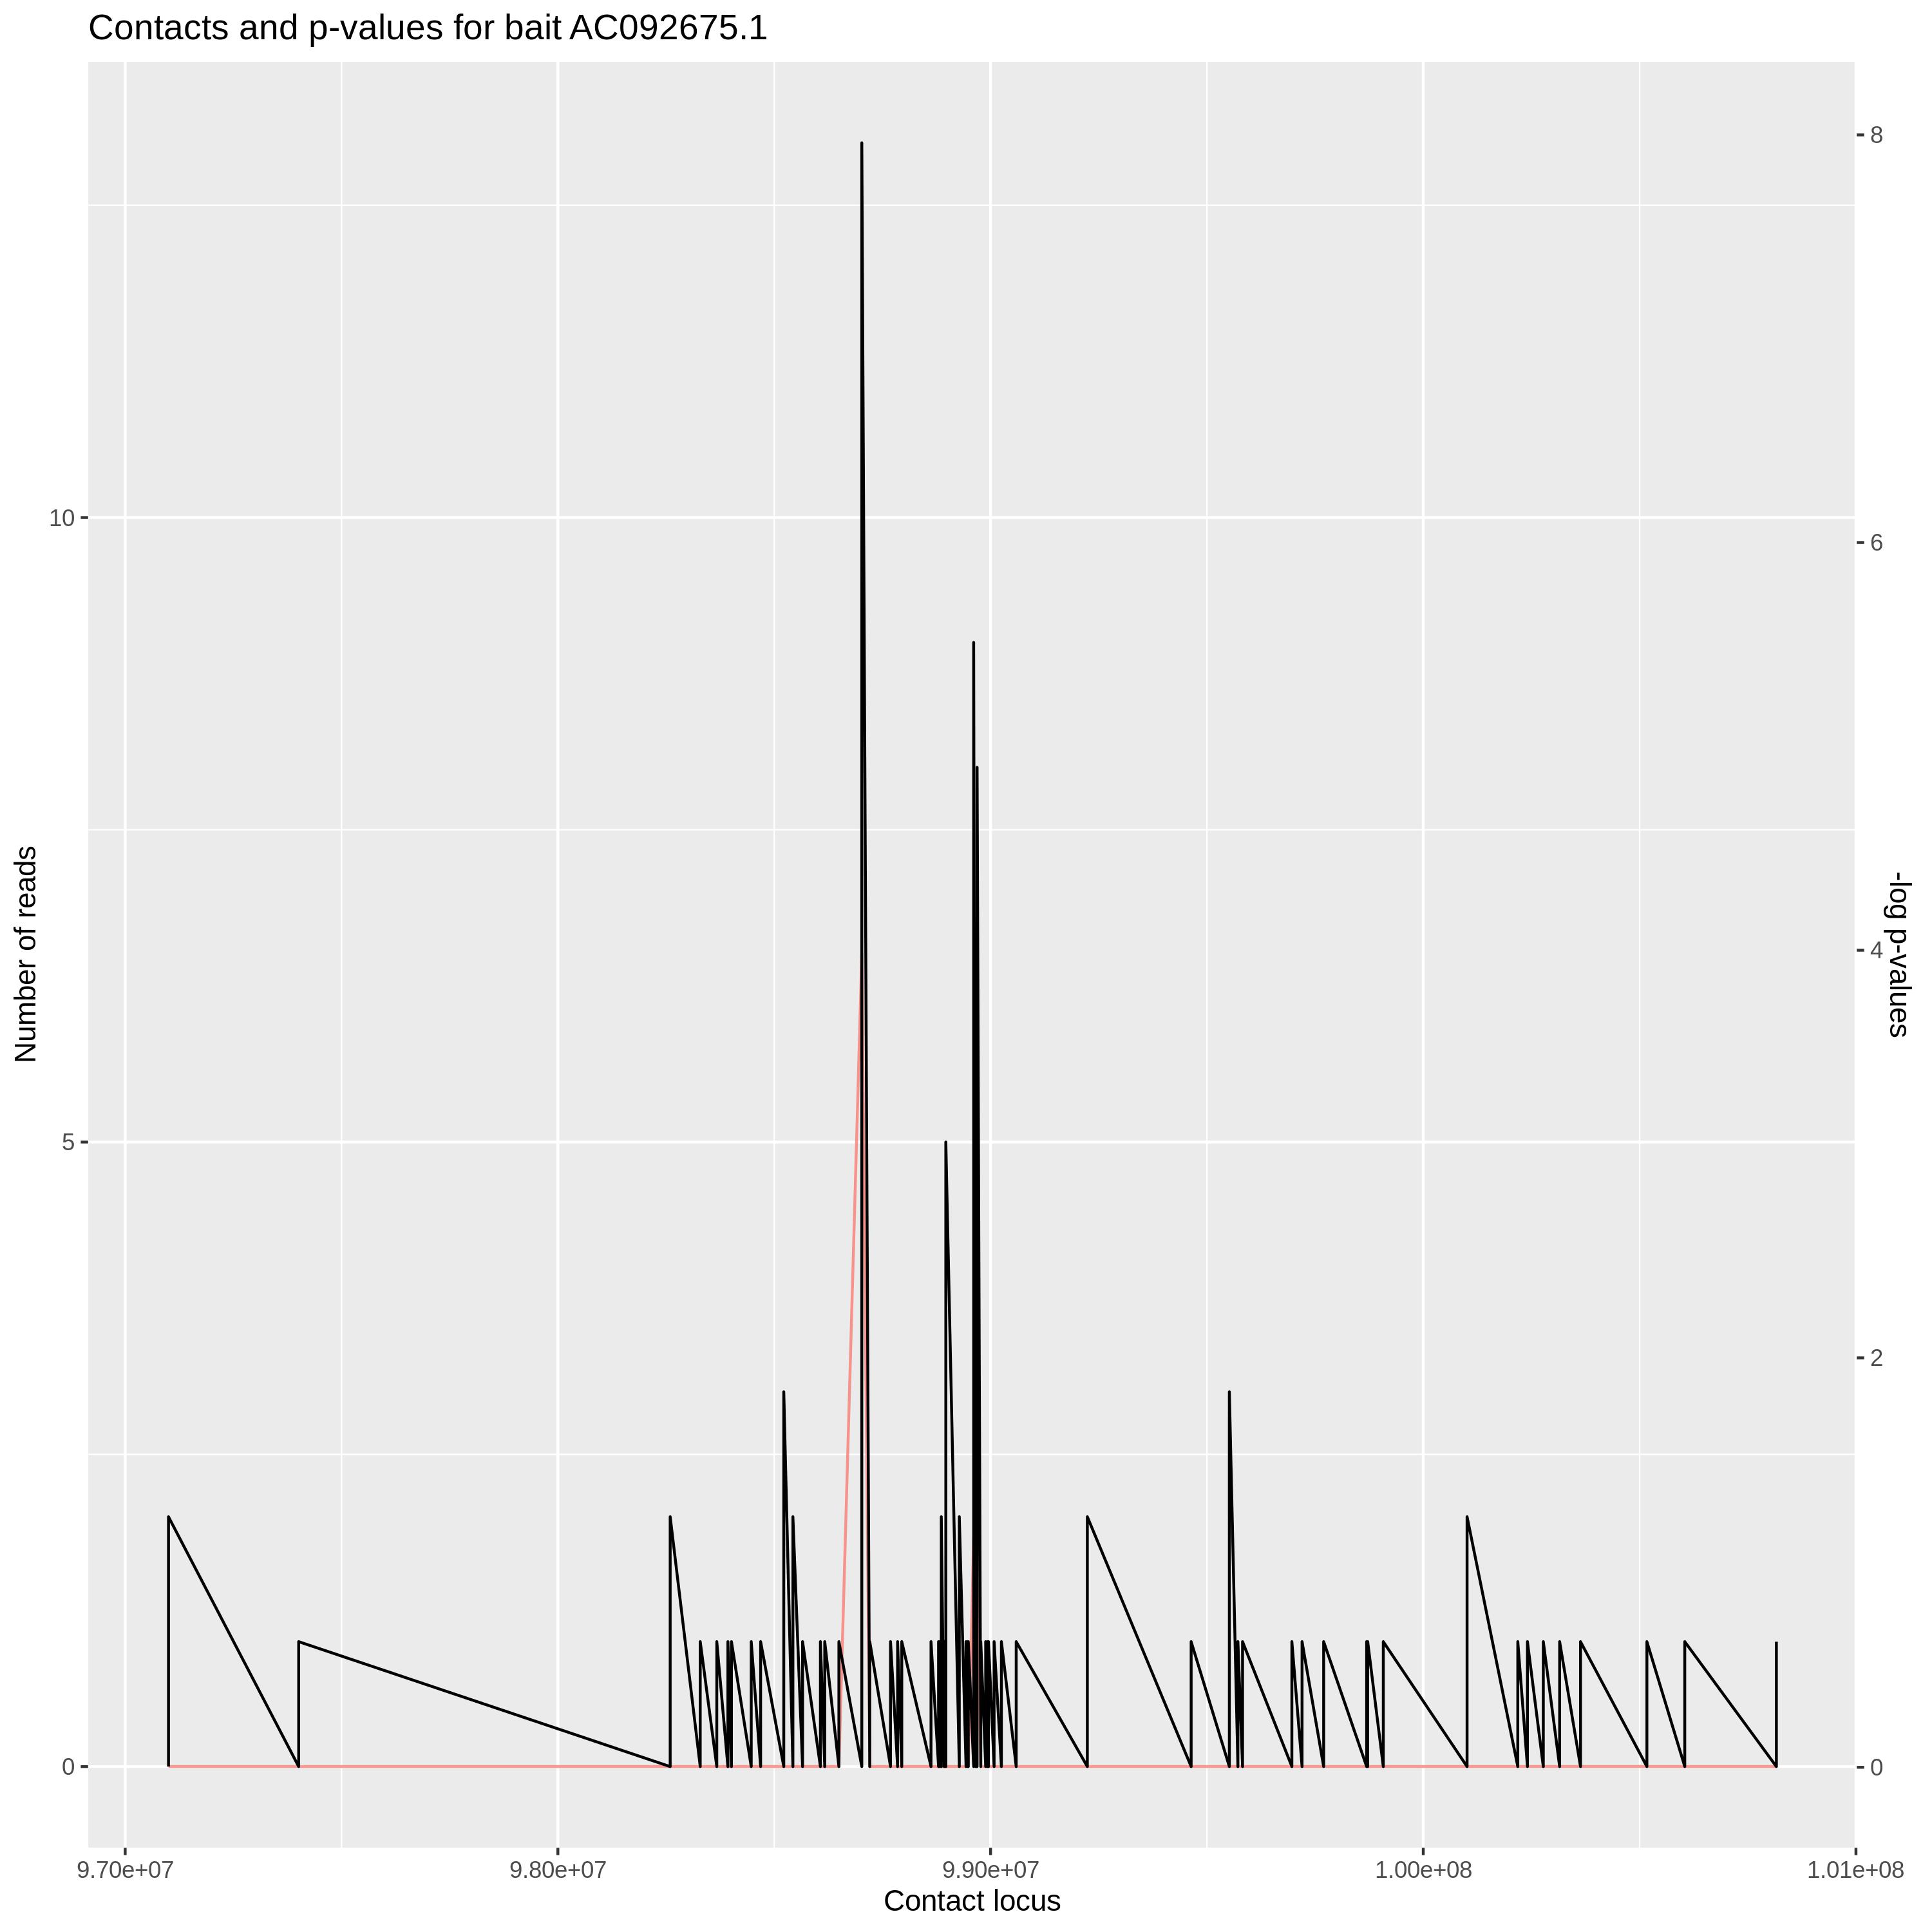 Contacts and p-values for bait AC092675.1
10
5
0
Number of reads
8
6
4
2
0
-log p-values
9.70e+07
9.80e+07
9.90e+07
1.00e+08
1.01e+08
Contact locus